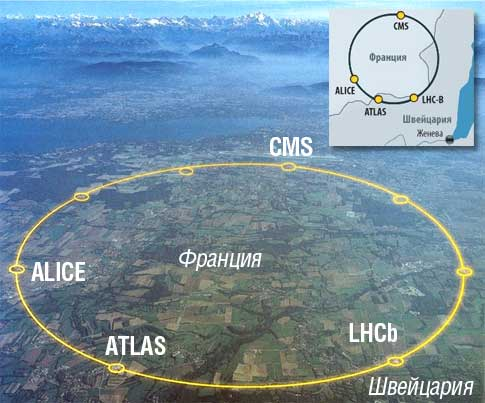 CMS
Франция
ALICE
ATLAS
LHC-B
Швейцария
Женева
CMS
Франция
ALICE
ATLAS
LHCb
Швейцария